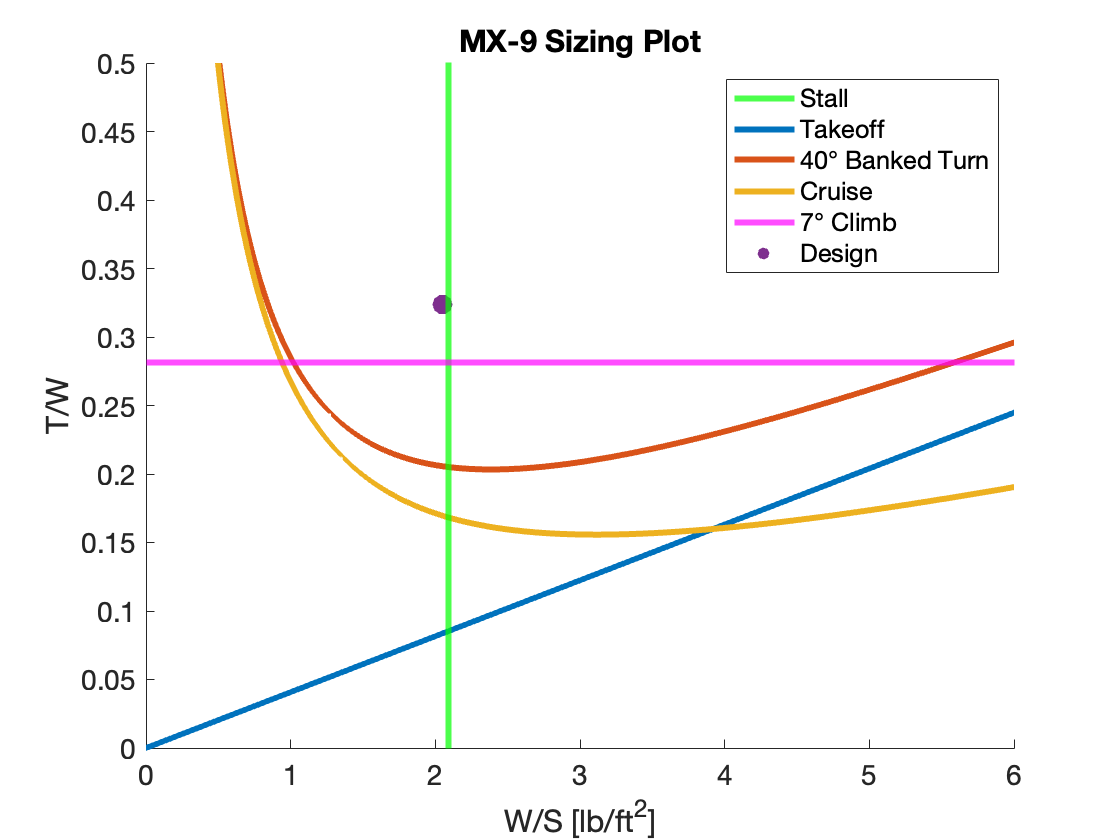 MX-9 Sizing Plot
0.5
0.45
0.4
0.35
0.3
0.25
0.2
0.15
0.1
0.05
0
T/W
Stall
Takeoff
40° Banked Turn
Cruise
7° Climb
Design
0 1 2 3 4 5 6
W/S [lb/ft²]